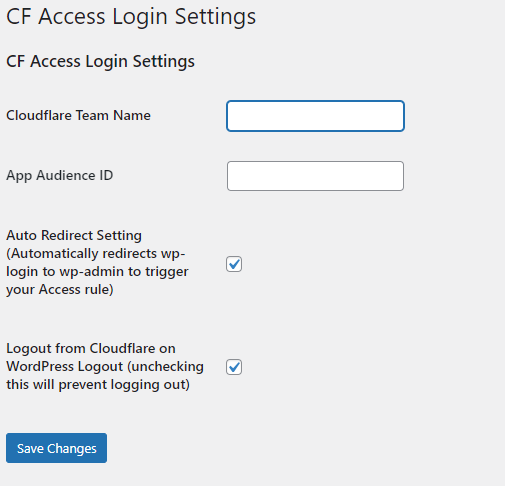 CF Access Login Settings
CF Access Login Settings
Cloudflare Team Name
App Audience ID
Auto Redirect Setting
(Automatically redirects wp-
login to wp-admin to trigger
your Access rule)
Logout from Cloudflare on
WordPress Logout (unchecking
this will prevent logging out)
Save Changes